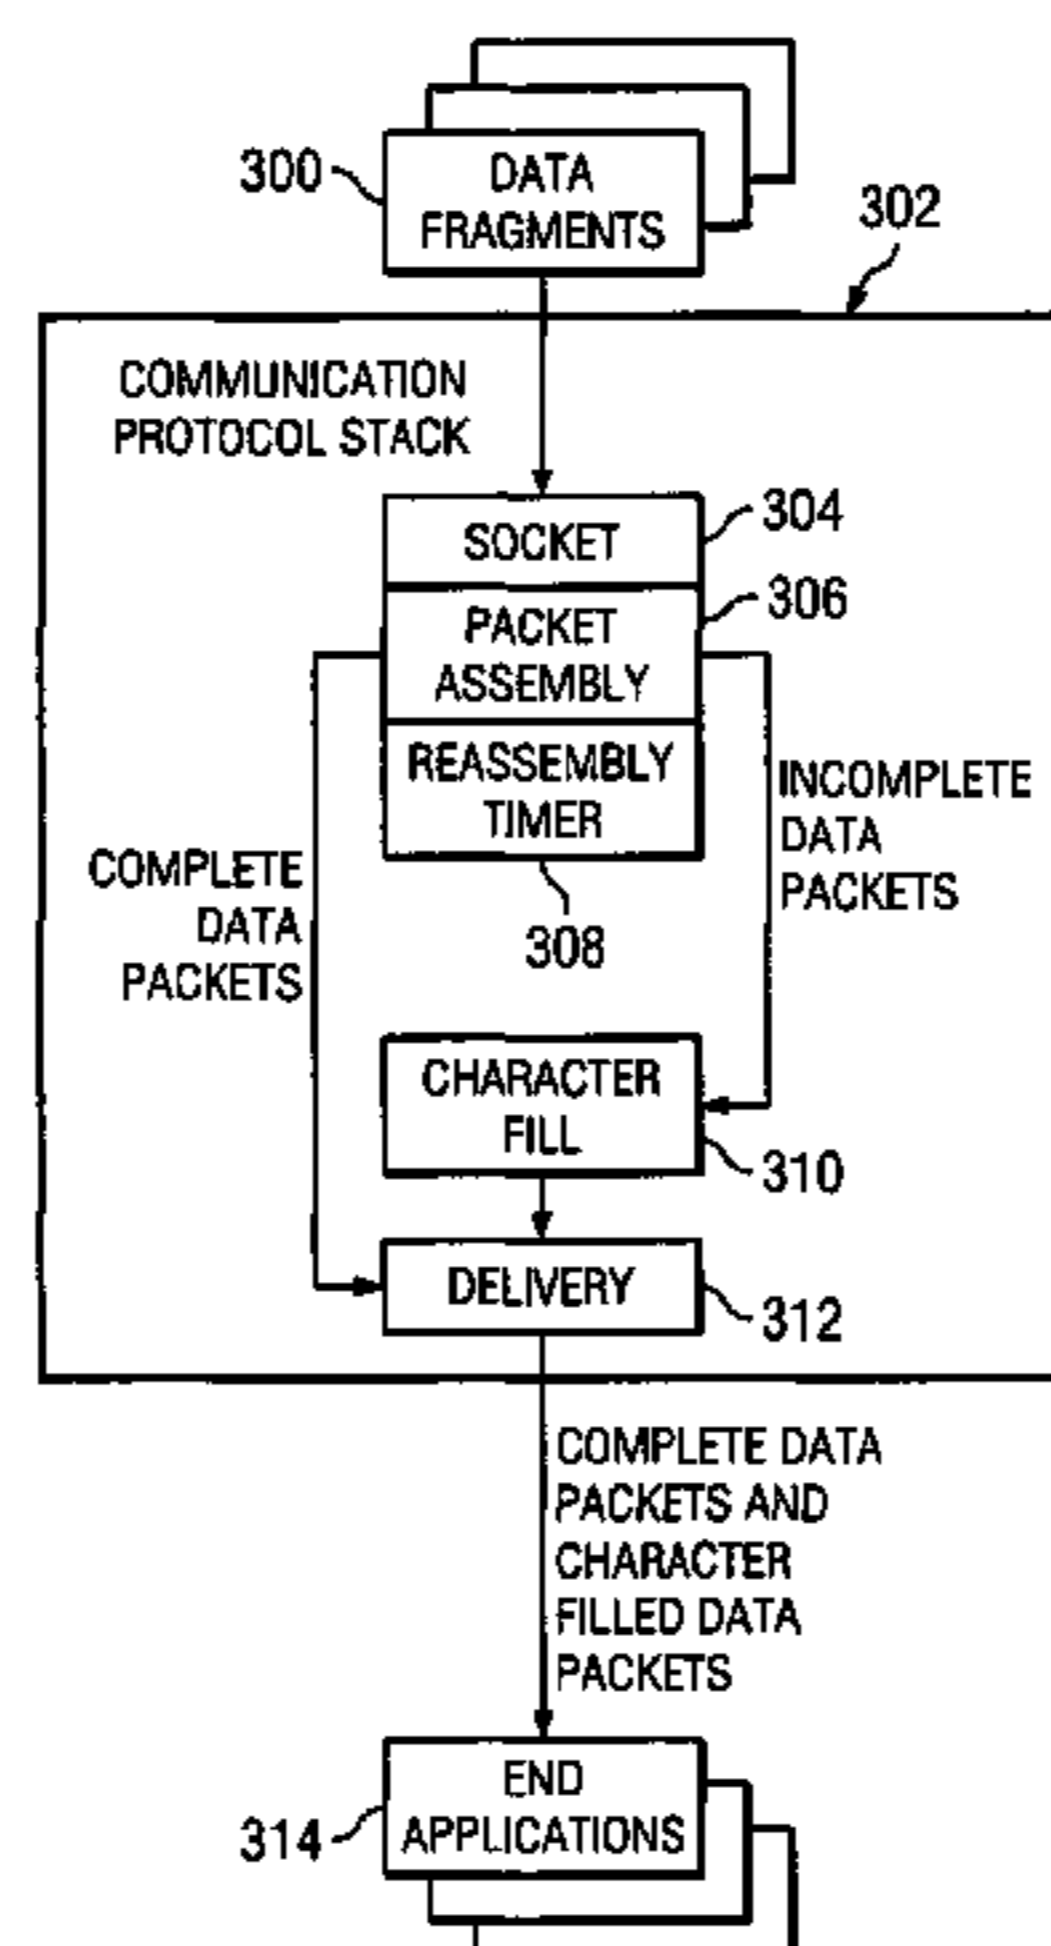 300
DATA
FRAGMENTS
302
COMMUNICATION
PROTOCOL STACK
SOCKET
304
PACKET
ASSEMBLY
306
REASSEMBLY
TIMER
308
COMPLETE
DATA
PACKETS
INCOMPLETE
DATA
PACKETS
CHARACTER
FILL
310
DELIVERY
312
COMPLETE DATA
PACKETS AND
CHARACTER
FILLED DATA
PACKETS
END
APPLICATIONS
314